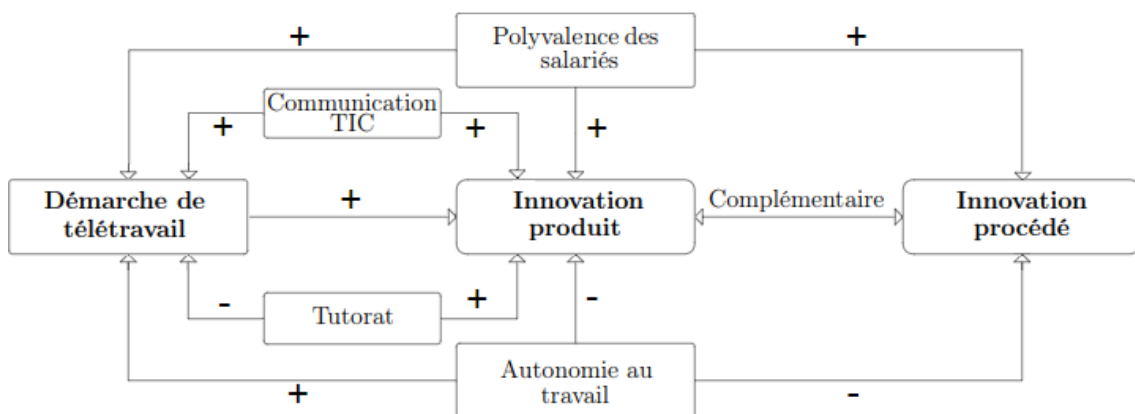 +
Polyvalence des
salariés
+
Communication
TIC
+
+
+
Démarche de
télétravail
+
Innovation
produit
Complémentaire
Innovation
procédé
-
Tutorat
+
-
+
Autonomie au
travail
-